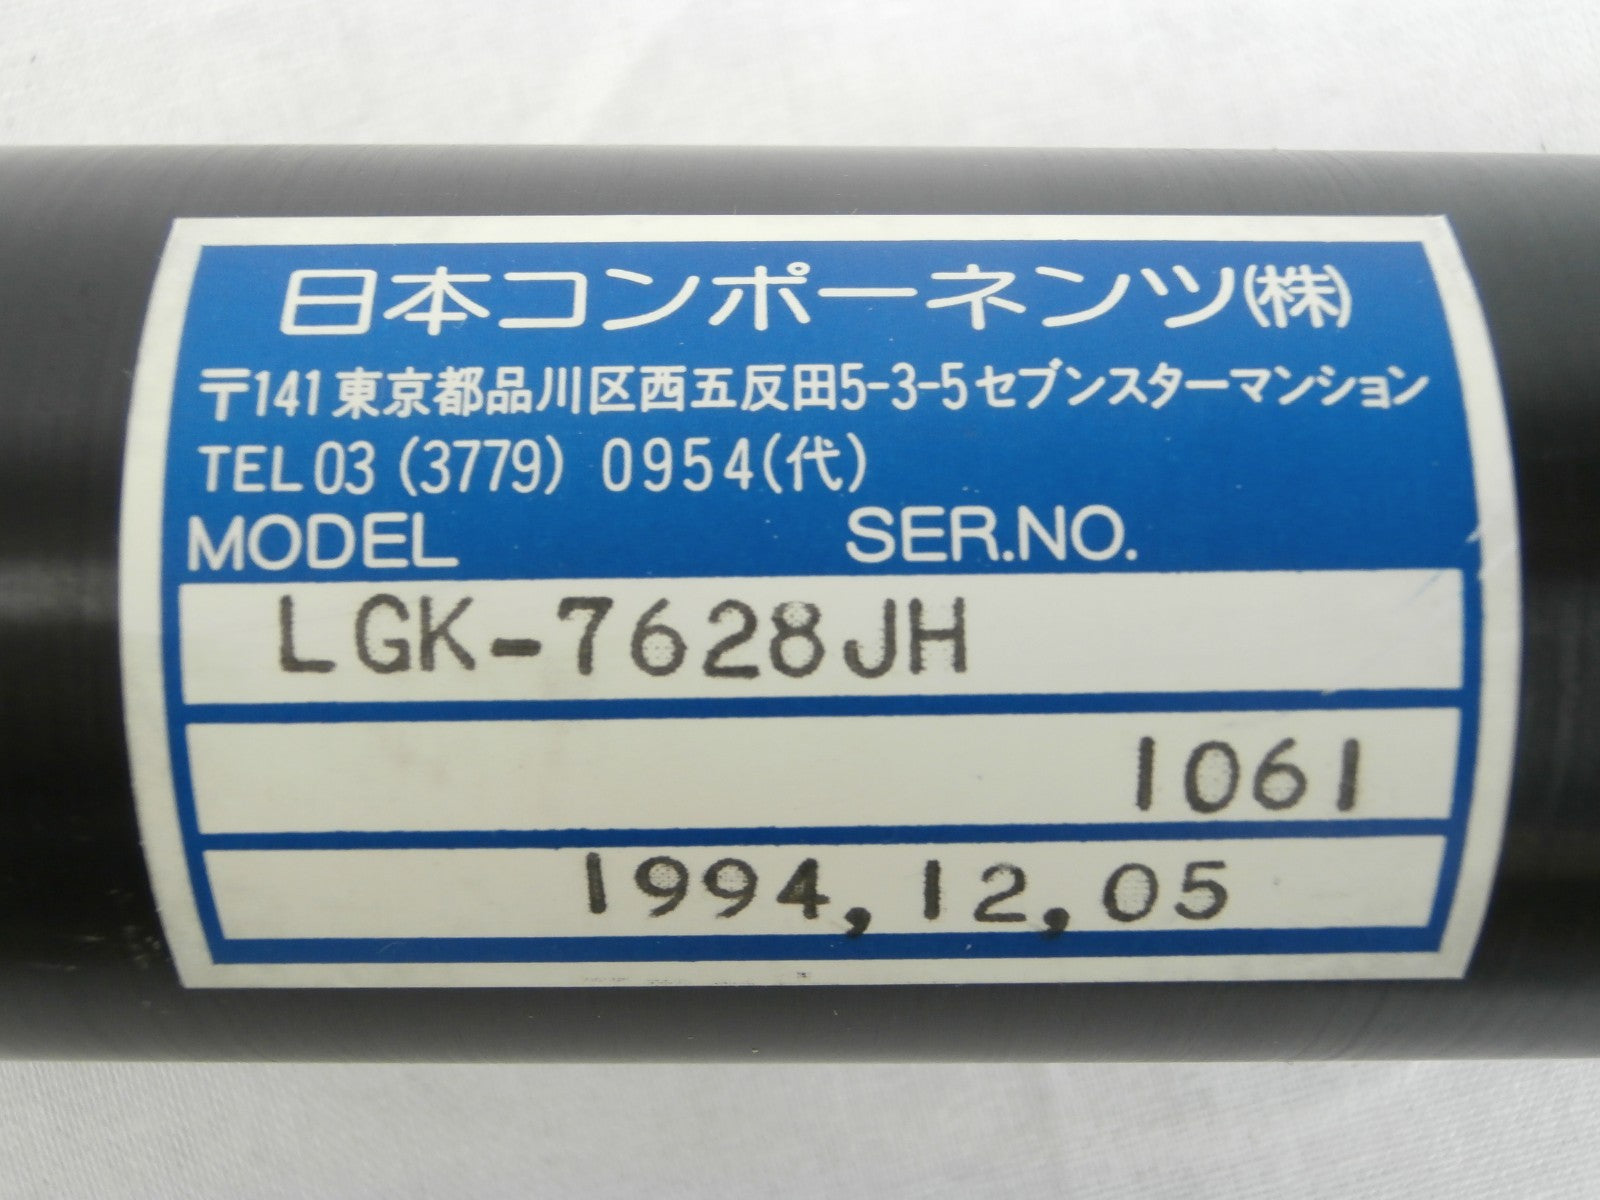 日本コンポーネンツ(株)
〒141 東京都品川区西五反田5-3-5セブンスターマンション
TEL 03 (3779) 0954(代)
MODEL SER.NO.
LGK-7628JH
1061
1994,12,05